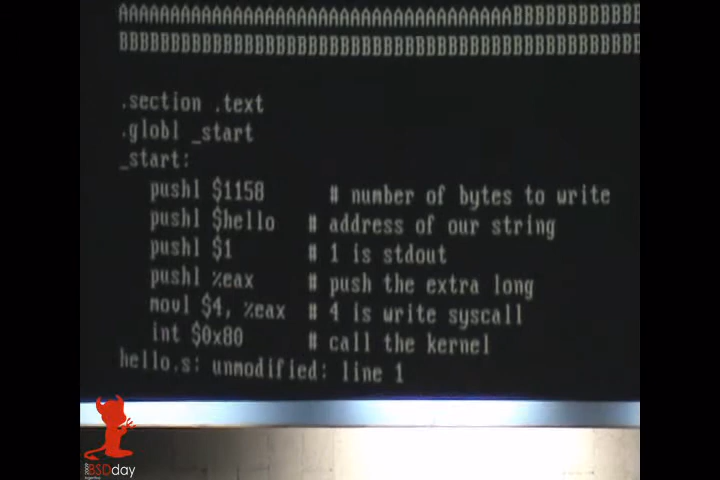 AAAAAAAAAAAAAAAAAAAAAAAAAAAAAAAAAABBBBBBBBBBB
BBBBBBBBBBBBBBBBBBBBBBBBBBBBBBBBBBBBBBBBBBBBB
.section .text
.globl _start
_start:
pushl $1158 # number of bytes to write
pushl $hello # address of our string
pushl $1 # 1 is stdout
pushl %eax # push the extra long
movl $4, %eax # 4 is write syscall
int $0x80 # call the kernel
hello.s: unmodified: line 1
BSDday